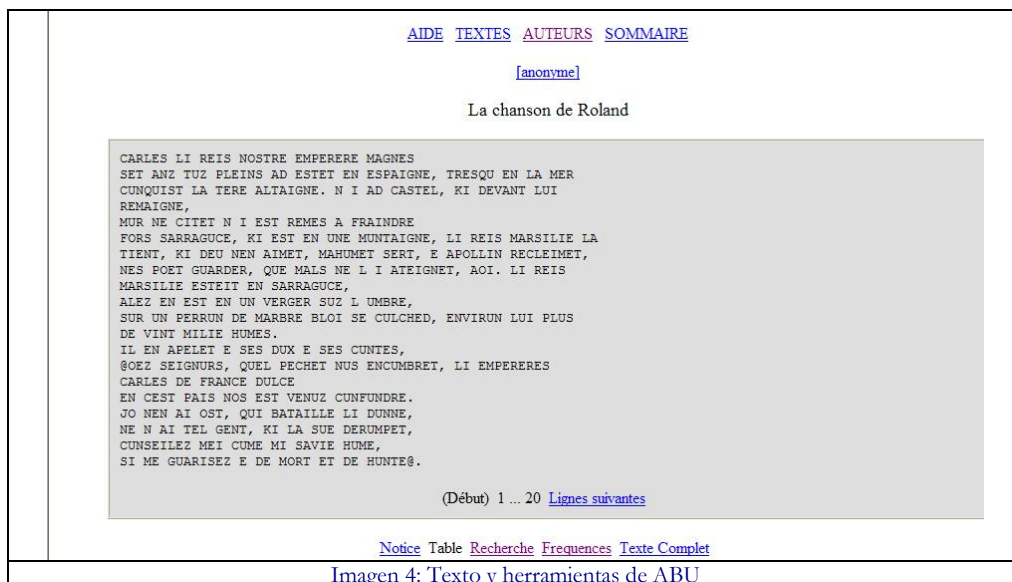 AIDE TEXTES AUTEURS SOMMAIRE
[anonyme]
La chanson de Roland
CARLES LI REIS NOSTRE EMPERERE MAGNES
SET ANZ TUZ PLEINS AD ESTET EN ESPAIGNE, TRESQU EN LA MER
CUNQUIST LA TERE ALTAIGNE. N I AD CASTEL, KI DEVANT LUI
REMAIGNE,
MUR NE CITET N I EST REMES A FRAINDRE
FORS SARRAGUCE, KI EST EN UNE MUNTAIGNE, LI REIS MARSILIE LA
TIENT, KI DEU NEN AIMET, MAHUMET SERT, E APOLLIN RECLEIMET,
NES POET GUARDER, QUE MALS NE L I ATEIGNET, AOI. LI REIS
MARSILIE ESTEIT EN SARRAGUCE,
ALEZ EN EST EN UN VERGER SUZ L UMBRE,
SUR UN PERRUN DE MARBRE BLOI SE CULCHED, ENVIRUN LUI PLUS
DE VINT MILIE HUMES.
IL EN APELET E SES DUX E SES CUNTES,
@OEZ SEIGNURS, QUEL PECHET NUS ENCUMBRET, LI EMPERERES
CARLES DE FRANCE DULCE
EN CEST PAIS NOS EST VENUZ CUNFUNDRE.
JO NEN AI OST, QUI BATAILLE LI DUNNE,
NE N AI TEL GENT, KI LA SUE DERUMPET,
CUNSEILEZ MEI CUME MI SAVIE HUME,
SI ME GUARISEZ E DE MORT ET DE HUNTE@.
(Début) 1 ... 20 Lignes suivantes
Notice Table Recherche Frequences Texte Complet
Imagen 4: Texto y herramientas de ABU